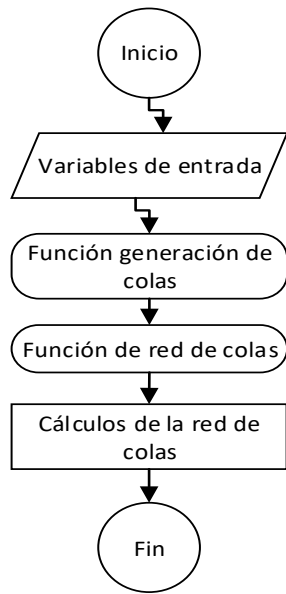 Inicio
Variables de entrada
Función generación de
colas
Función de red de colas
Cálculos de la red de
colas
Fin